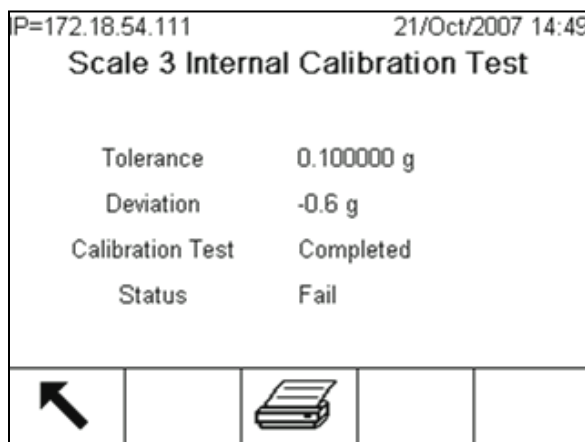 IP=172.18.54.111 21/Oct/2007 14:49
Scale 3 Internal Calibration Test
Tolerance 0.100000 g
Deviation -0.6 g
Calibration Test Completed
Status Fail